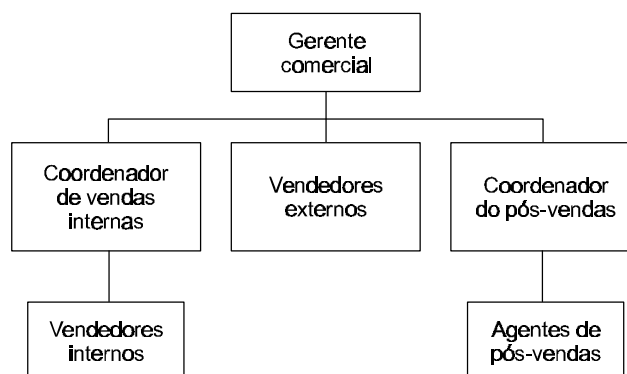 Gerente
comercial
Coordenador
de vendas
internas
Vendedores
externos
Coordenador
do pós-vendas
Vendedores
internos
Agentes de
pós-vendas